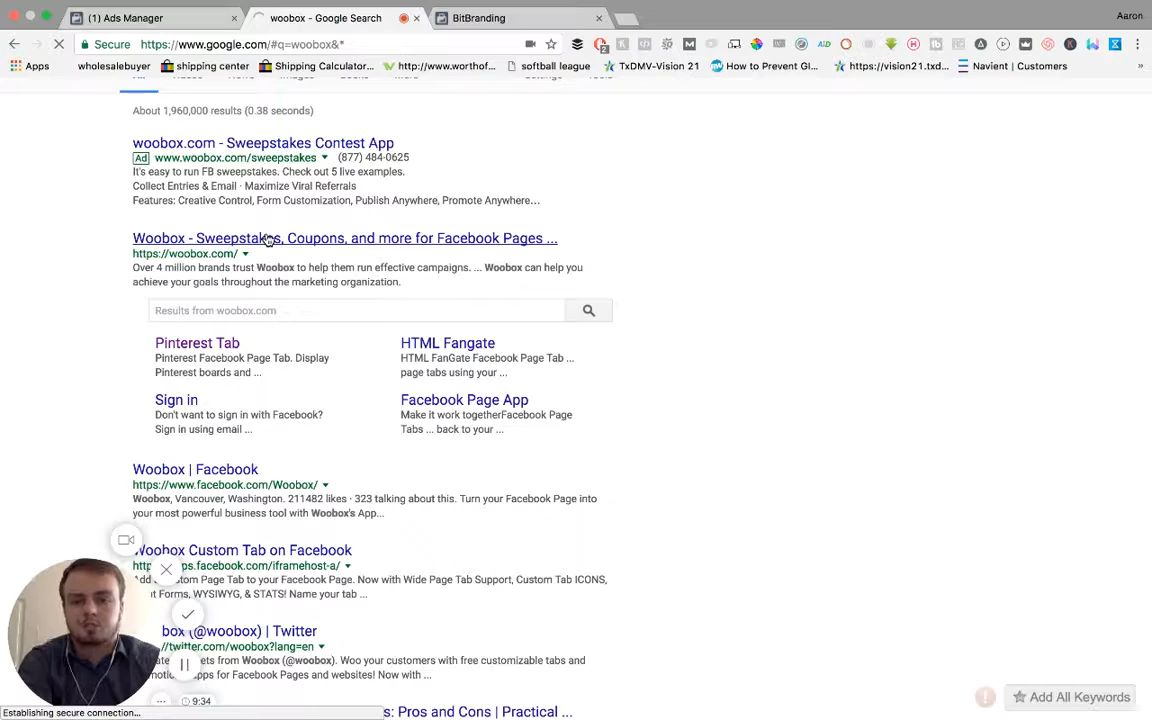 (1) Ads Manager
woobox - Google Search
BitBranding
Aaron
Secure
https://www.google.com/#q=woobox&*
Apps
wholesalebuyer
shipping center
Shipping Calculator...
http://www.worthof...
softball league
TxDMV-Vision 21
How to Prevent Gl...
https://vision21.txd...
Navient | Customers
»
About 1,960,000 results (0.38 seconds)
woobox.com - Sweepstakes Contest App
Ad www.woobox.com/sweepstakes (877) 484-0625
It's easy to run FB sweepstakes. Check out 5 live examples.
Collect Entries & Email · Maximize Viral Referrals
Features: Creative Control, Form Customization, Publish Anywhere, Promote Anywhere...
Woobox - Sweepstakes, Coupons, and more for Facebook Pages ...
https://woobox.com/
Over 4 million brands trust Woobox to help them run effective campaigns. ... Woobox can help you
achieve your goals throughout the marketing organization.
Results from woobox.com
Pinterest Tab
Pinterest Facebook Page Tab. Display
Pinterest boards and ...
HTML Fangate
HTML FanGate Facebook Page Tab ...
page tabs using your ...
Sign in
Don't want to sign in with Facebook?
Sign in using email ...
Facebook Page App
Make it work togetherFacebook Page
Tabs ... back to your ...
Woobox | Facebook
https://www.facebook.com/Woobox/
Woobox, Vancouver, Washington. 211482 likes · 323 talking about this. Turn your Facebook Page into
your most powerful business tool with Woobox's App...
Woobox Custom Tab on Facebook
ps.facebook.com/iframehost-a/
Page Tab to your Facebook Page. Now with Wide Page Tab Support, Custom Tab ICONS,
t Forms, WYSIWYG, & STATS! Name your tab ...
box (@woobox) | Twitter
//twitter.com/woobox?lang=en
ets from Woobox (@woobox). Woo your customers with free customizable tabs and
apps for Facebook Pages and websites! Now with ...
9:34
Add All Keywords
Establishing secure connection...
s: Pros and Cons | Practical ...